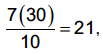 7(30)/10 = 21,